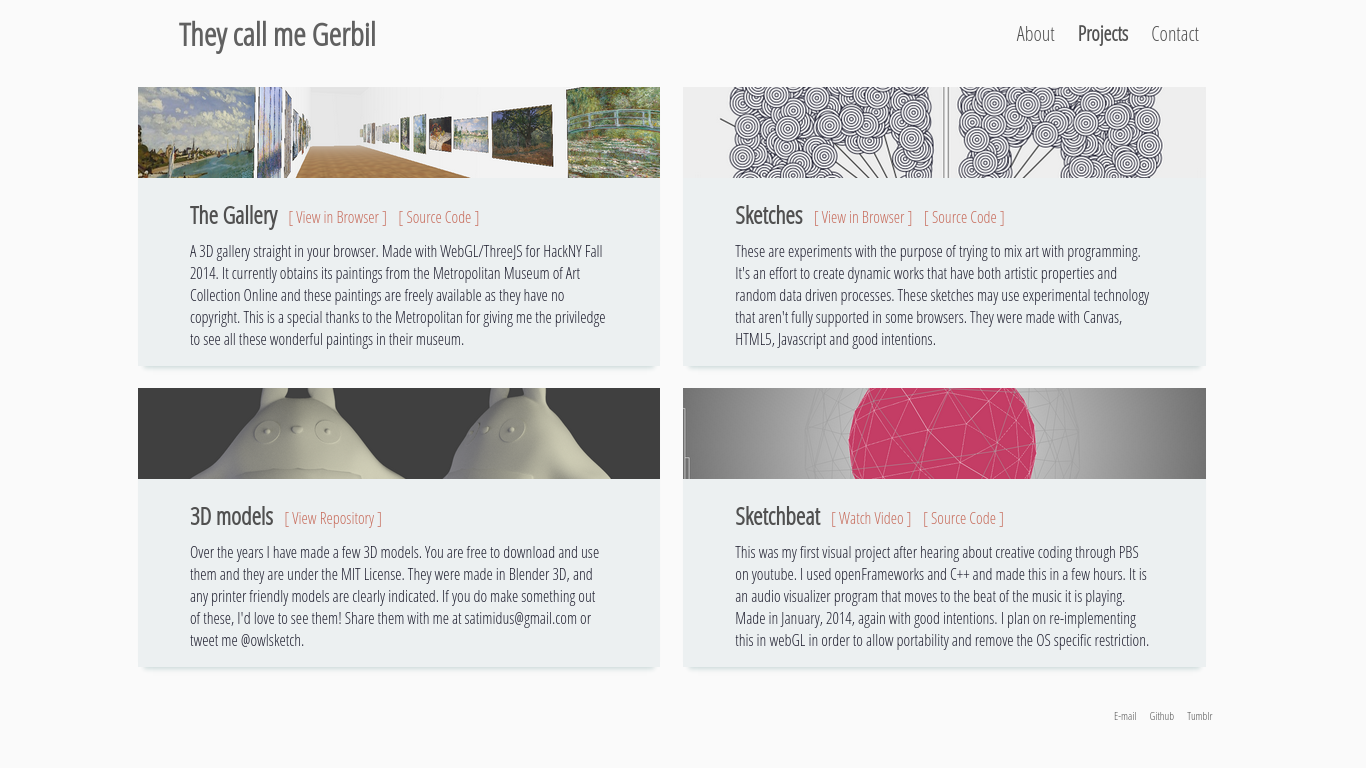 They call me Gerbil
About Projects Contact
The Gallery [ View in Browser ] [ Source Code ]
A 3D gallery straight in your browser. Made with WebGL/ThreeJS for HackNY Fall
2014. It currently obtains its paintings from the Metropolitan Museum of Art
Collection Online and these paintings are freely available as they have no
copyright. This is a special thanks to the Metropolitan for giving me the priviledge
to see all these wonderful paintings in their museum.
Sketches [ View in Browser ] [ Source Code ]
These are experiments with the purpose of trying to mix art with programming.
It's an effort to create dynamic works that have both artistic properties and
random data driven processes. These sketches may use experimental technology
that aren't fully supported in some browsers. They were made with Canvas,
HTML5, Javascript and good intentions.
3D models [ View Repository ]
Over the years I have made a few 3D models. You are free to download and use
them and they are under the MIT License. They were made in Blender 3D, and
any printer friendly models are clearly indicated. If you do make something out
of these, I'd love to see them! Share them with me at satimidus@gmail.com or
tweet me @owlsketch.
Sketchbeat [ Watch Video ] [ Source Code ]
This was my first visual project after hearing about creative coding through PBS
on youtube. I used openFrameworks and C++ and made this in a few hours. It is
an audio visualizer program that moves to the beat of the music it is playing.
Made in January, 2014, again with good intentions. I plan on re-implementing
this in webGL in order to allow portability and remove the OS specific restriction.
E-mail Github Tumblr